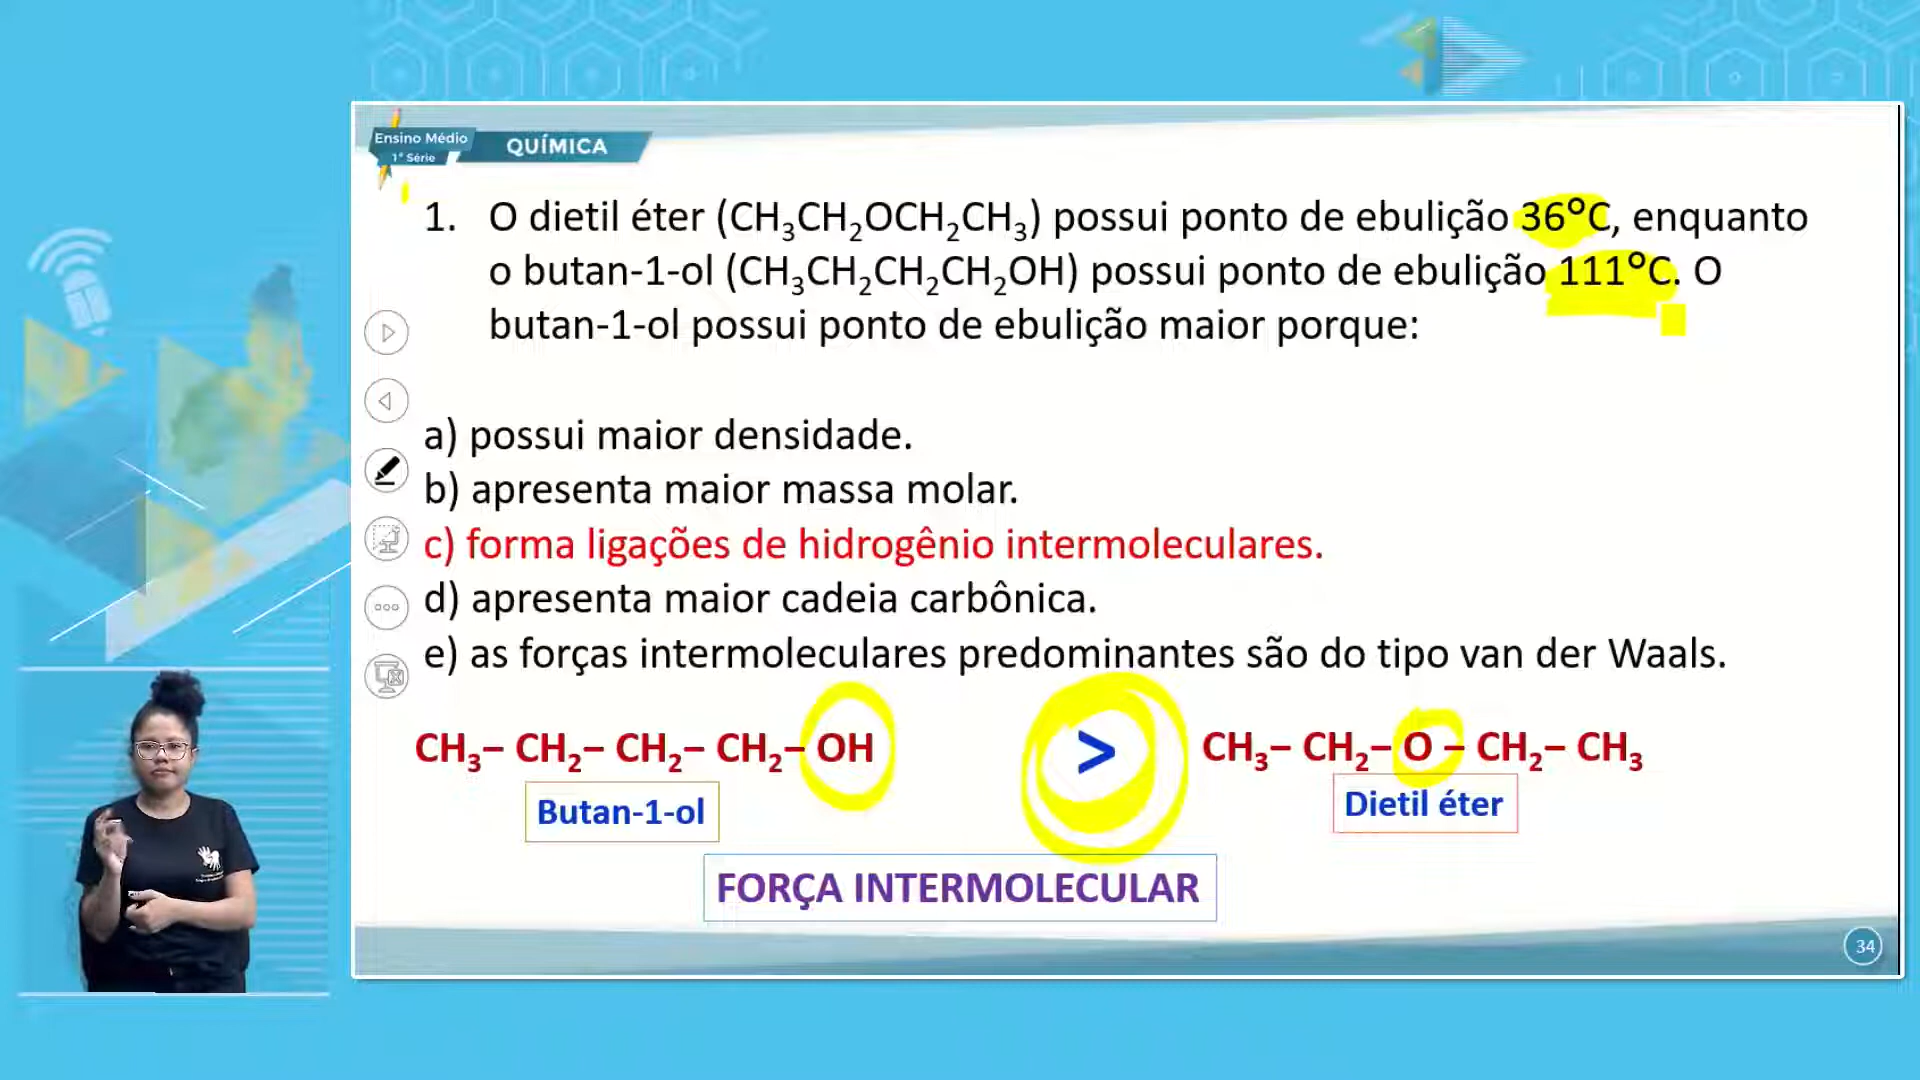 Ensino Médio
1ª Série
QUÍMICA
1. O dietil éter (CH₃CH₂OCH₂CH₃) possui ponto de ebulição 36ºC, enquanto
o butan-1-ol (CH₃CH₂CH₂CH₂OH) possui ponto de ebulição 111ºC. O
butan-1-ol possui ponto de ebulição maior porque:
a) possui maior densidade.
b) apresenta maior massa molar.
c) forma ligações de hidrogênio intermoleculares.
d) apresenta maior cadeia carbônica.
e) as forças intermoleculares predominantes são do tipo van der Waals.
CH₃– CH₂– CH₂– CH₂– OH > CH₃– CH₂– O – CH₂– CH₃
Butan-1-ol Dietil éter
FORÇA INTERMOLECULAR
34